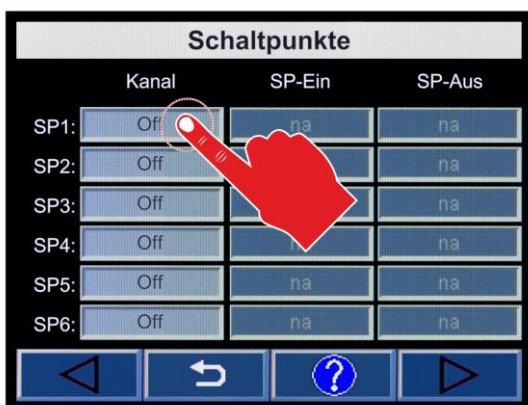 Schaltpunkte
Kanal SP-Ein SP-Aus
SP1: Off na na
SP2: Off na
SP3: Off na
SP4: Off na na
SP5: Off na na
SP6: Off na na
?